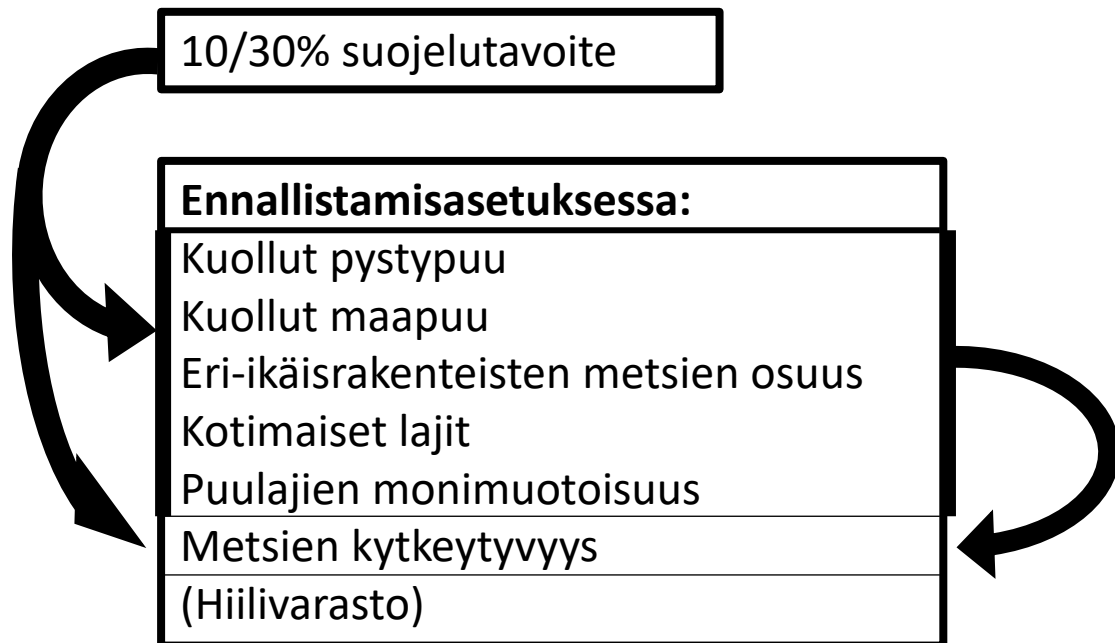 10/30% suojelutavoite
Ennallistamisasetuksessa:
Kuollut pystypuu
Kuollut maapuu
Eri-ikäisrakenteisten metsien osuus
Kotimaiset lajit
Puulajien monimuotoisuus
Metsien kytkeytyvyys
(Hiilivarasto)